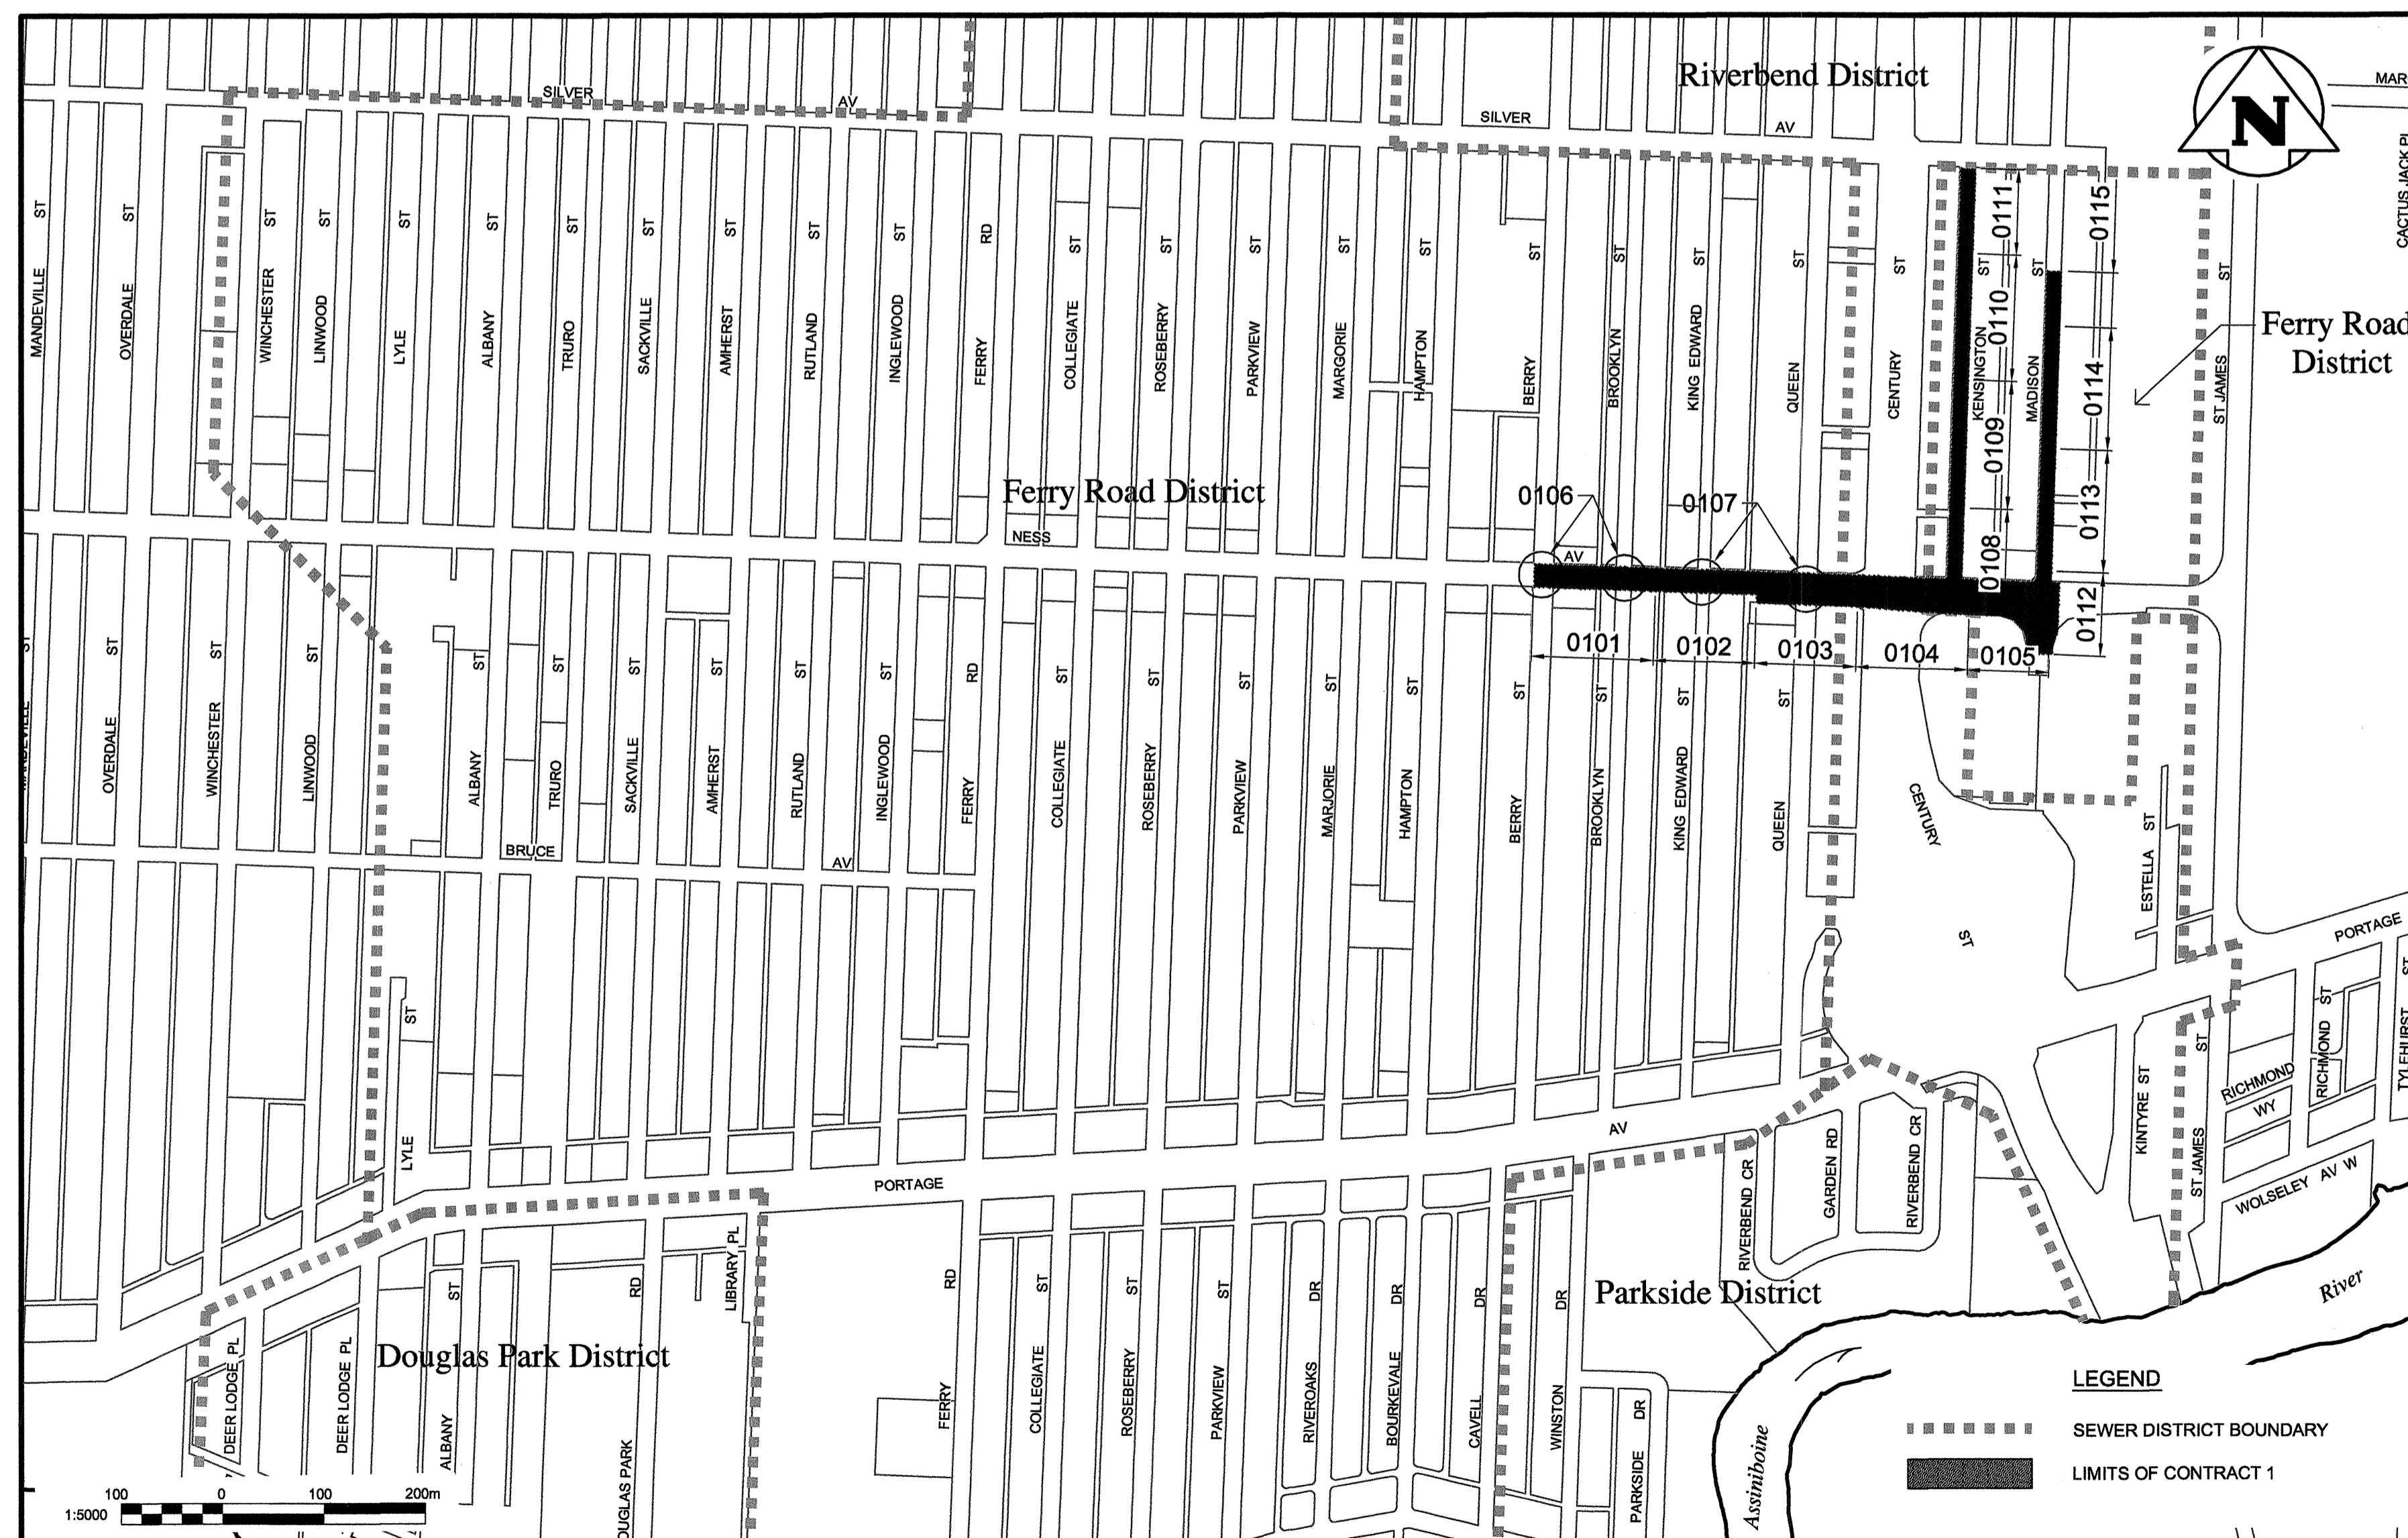 Riverbend District
N
MAR
CACTUS JACK PL
SILVER
AV
SILVER
AV
MANDEVILLE ST
OVERDALE ST
WINCHESTER ST
LINWOOD ST
LYLE ST
ALBANY ST
TRURO ST
SACKVILLE ST
AMHERST ST
RUTLAND ST
INGLEWOOD ST
FERRY RD
COLLEGIATE ST
ROSEBERRY ST
PARKVIEW ST
MARGORIE ST
HAMPTON ST
BERRY ST
BROOKLYN ST
KING EDWARD ST
QUEEN ST
CENTURY ST
KENSINGTON ST
MADISON ST
ST JAMES ST
0111
0110
0109
0108
0115
0114
0113
0112
Ferry Road
District
Ferry Road District
0106
0107
NESS
AV
0101
0102
0103
0104
0105
OVERDALE ST
WINCHESTER ST
LINWOOD ST
ALBANY ST
TRURO ST
SACKVILLE ST
AMHERST ST
RUTLAND ST
INGLEWOOD ST
FERRY RD
COLLEGIATE ST
ROSEBERRY ST
PARKVIEW ST
MARJORIE ST
HAMPTON ST
BERRY ST
BROOKLYN ST
KING EDWARD ST
QUEEN ST
CENTURY
ST
ESTELLA ST
BRUCE
AV
LYLE ST
PORTAGE
PORTAGE
AV
KINTYRE ST
ST JAMES ST
RICHMOND
WY
RICHMOND ST
TYLEHURST ST
WOLSELEY AV W
RIVERBEND CR
GARDEN RD
RIVERBEND CR
Parkside District
River
Assiniboine
Douglas Park District
DEER LODGE PL
DEER LODGE PL
ALBANY ST
DOUGLAS PARK RD
LIBRARY PL
FERRY RD
COLLEGIATE ST
ROSEBERRY ST
PARKVIEW ST
RIVEROAKS DR
BOURKEVALE DR
CAVELL DR
WINSTON DR
PARKSIDE DR
LEGEND
SEWER DISTRICT BOUNDARY
LIMITS OF CONTRACT 1
100 0 100 200m
1:5000